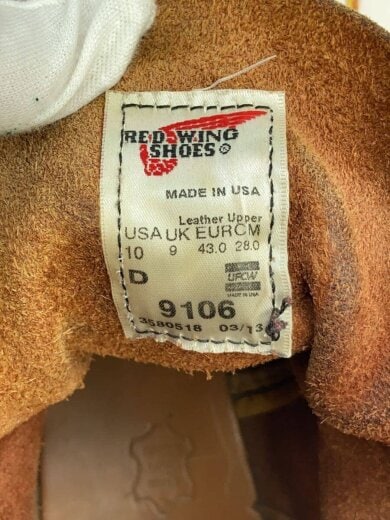 RED WING
SHOES®
MADE IN USA
Leather Upper
USA UK EUR CM
10 9 43.0 28.0
D
UFCW
MADE IN USA
9106
3580518 03/13